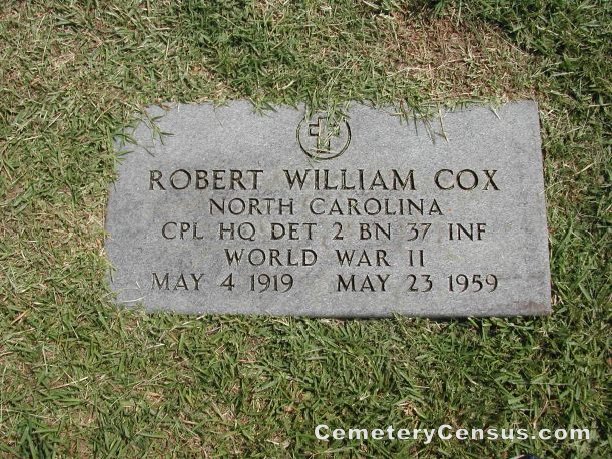 ROBERT WILLIAM COX
NORTH CAROLINA
CPL HQ DET 2 BN 37 INF
WORLD WAR II
MAY 4 1919 MAY 23 1959
CemeteryCensus.com